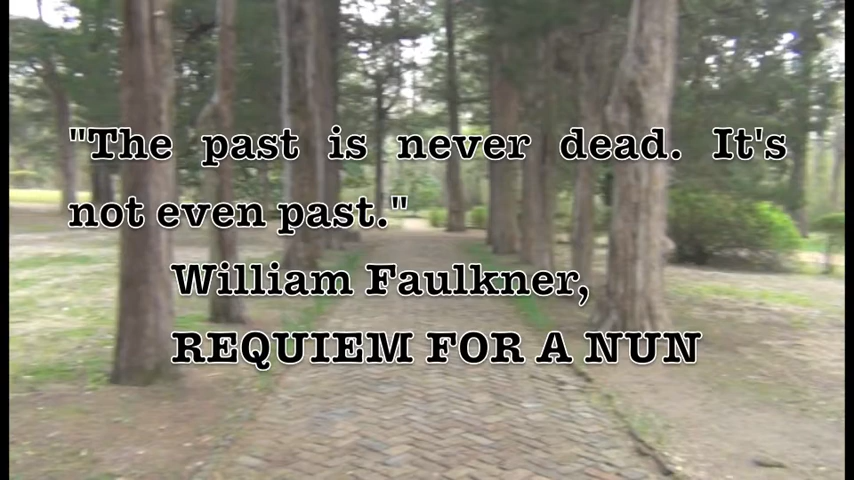 "The past is never dead. It's
not even past."
William Faulkner,
REQUIEM FOR A NUN